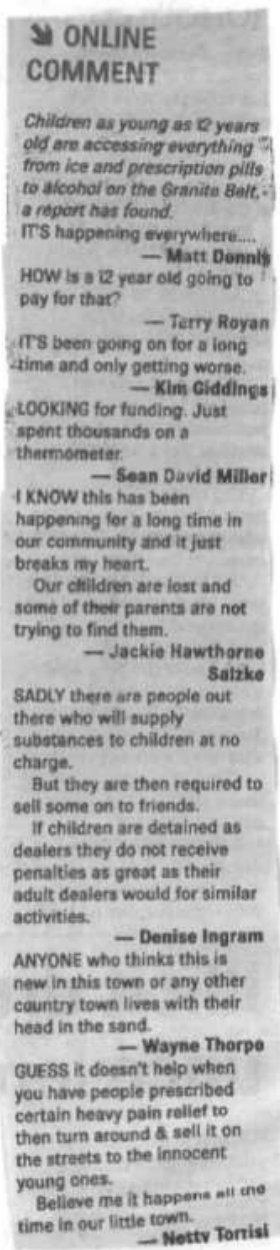 ONLINE
COMMENT
Children as young as 12 years
old are accessing everything
from ice and prescription pills
to alcohol on the Granite Belt,
a report has found.
IT'S happening everywhere....
— Matt Dennis
HOW is a 12 year old going to
pay for that?
— Terry Royan
IT'S been going on for a long
time and only getting worse.
— Kim Giddings
LOOKING for funding. Just
spent thousands on a
thermometer.
— Sean David Miller
I KNOW this has been
happening for a long time in
our community and it just
breaks my heart.
Our children are lost and
some of their parents are not
trying to find them.
— Jackie Hawthorne
Salzke
SADLY there are people out
there who will supply
substances to children at no
charge.
But they are then required to
sell some on to friends.
If children are detained as
dealers they do not receive
penalties as great as their
adult dealers would for similar
activities.
— Denise Ingram
ANYONE who thinks this is
new in this town or any other
country town lives with their
head in the sand.
— Wayne Thorpe
GUESS it doesn't help when
you have people prescribed
certain heavy pain relief to
then turn around & sell it on
the streets to the innocent
young ones.
Believe me it happens all the
time in our little town.
— Netty Torrisi